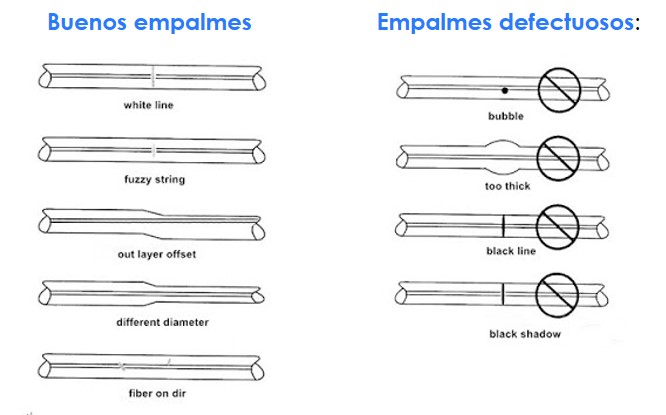 Buenos empalmes
white line
fuzzy string
out layer offset
different diameter
fiber on dir
Empalmes defectuosos:
bubble
too thick
black line
black shadow